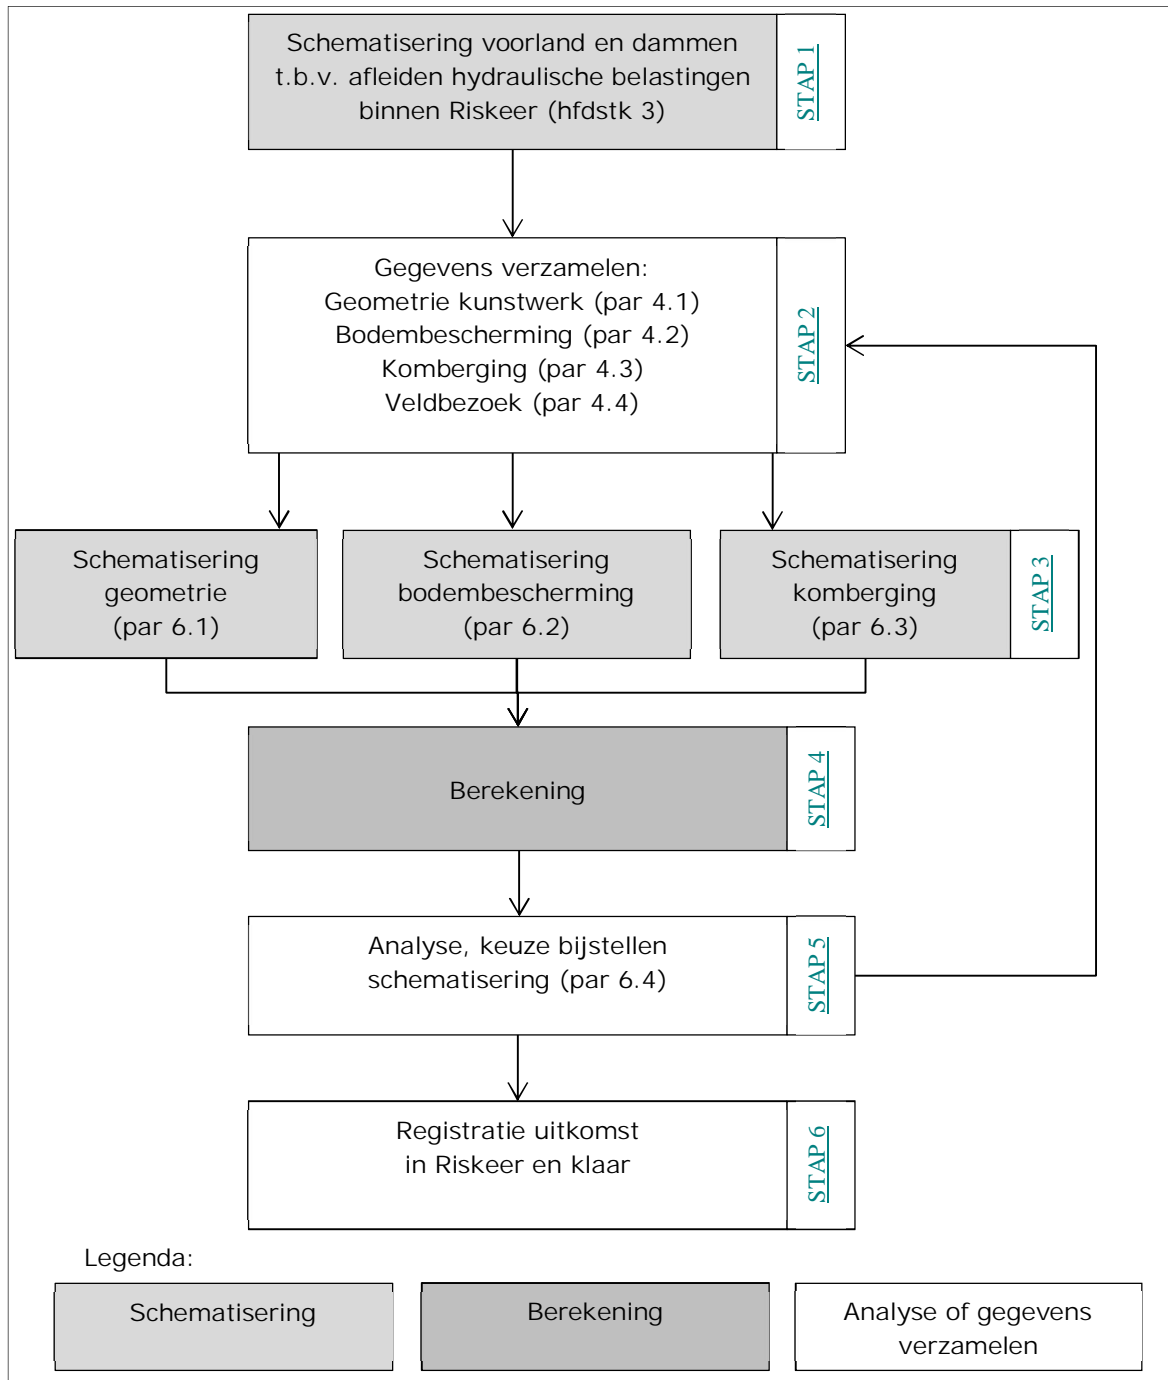 Schematisering voorland en dammen
t.b.v. afleiden hydraulische belastingen
binnen Riskeer (hfdstk 3)
STAP 1
Gegevens verzamelen:
Geometrie kunstwerk (par 4.1)
Bodembescherming (par 4.2)
Komberging (par 4.3)
Veldbezoek (par 4.4)
STAP 2
Schematisering
geometrie
(par 6.1)
Schematisering
bodembescherming
(par 6.2)
Schematisering
komberging
(par 6.3)
STAP 3
Berekening
STAP 4
Analyse, keuze bijstellen
schematisering (par 6.4)
STAP 5
Registratie uitkomst
in Riskeer en klaar
STAP 6
Legenda:
Schematisering
Berekening
Analyse of gegevens
verzamelen